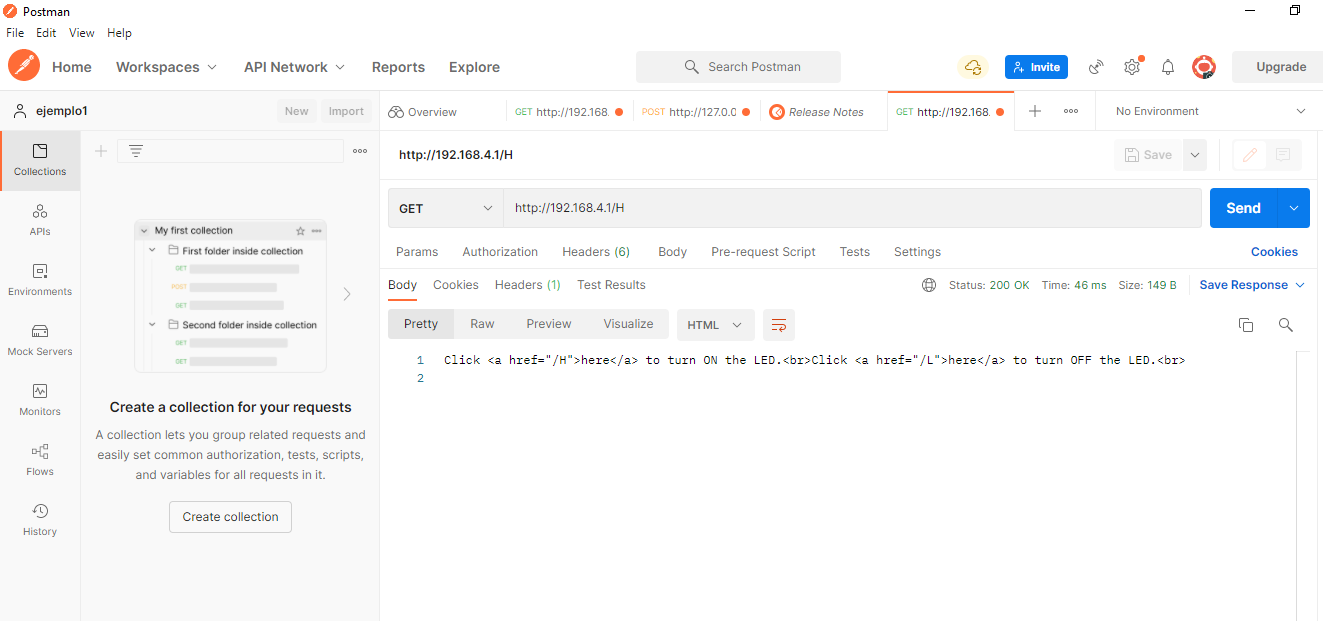 Postman
File Edit View Help
Home Workspaces API Network Reports Explore Search Postman Invite Upgrade
ejemplo1 New Import Overview GET http://192.168. POST http://127.0.0 Release Notes GET http://192.168. No Environment
Collections
APIs
Environments
Mock Servers
Monitors
Flows
History
My first collection
First folder inside collection
GET
POST
GET
Second folder inside collection
GET
GET
Create a collection for your requests
A collection lets you group related requests and
easily set common authorization, tests, scripts,
and variables for all requests in it.
Create collection
http://192.168.4.1/H Save
GET http://192.168.4.1/H Send
Params Authorization Headers (6) Body Pre-request Script Tests Settings Cookies
Body Cookies Headers (1) Test Results Status: 200 OK Time: 46 ms Size: 149 B Save Response
Pretty Raw Preview Visualize HTML
1 Click <a href="/H">here</a> to turn ON the LED.<br>Click <a href="/L">here</a> to turn OFF the LED.<br>
2